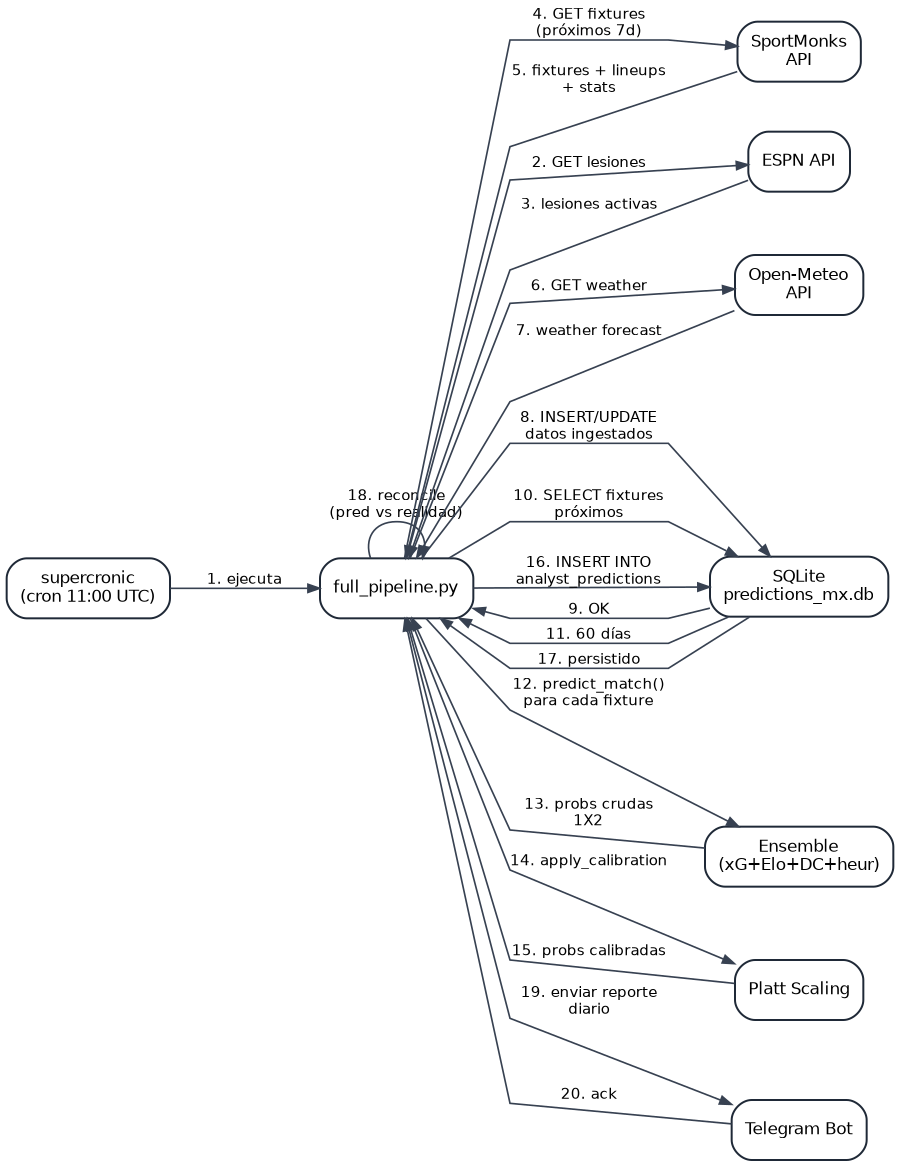 4. GET fixtures
(próximos 7d)
SportMonks
API
5. fixtures + lineups
+ stats
2. GET lesiones
ESPN API
3. lesiones activas
6. GET weather
Open-Meteo
API
7. weather forecast
8. INSERT/UPDATE
datos ingestados
18. reconcile
(pred vs realidad)
10. SELECT fixtures
próximos
supercronic
(cron 11:00 UTC)
1. ejecuta
full_pipeline.py
16. INSERT INTO
analyst_predictions
SQLite
predictions_mx.db
9. OK
11. 60 días
17. persistido
12. predict_match()
para cada fixture
13. probs crudas
1X2
Ensemble
(xG+Elo+DC+heur)
14. apply_calibration
15. probs calibradas
Platt Scaling
19. enviar reporte
diario
20. ack
Telegram Bot